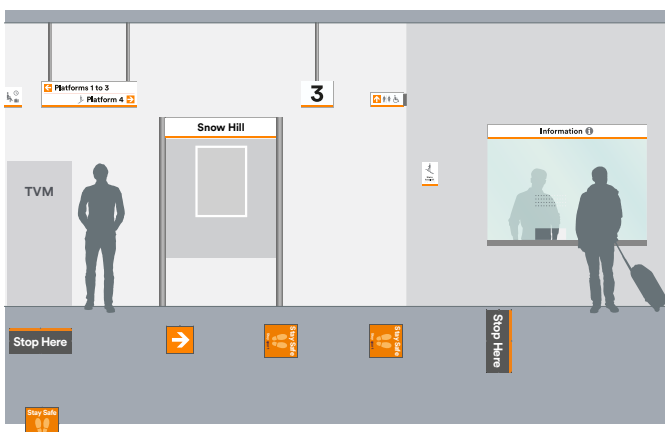 Platforms 1 to 3
Platform 4
3
Snow Hill
Information
TVM
Stop Here
Stay Safe
Stay Safe
Stop Here
Stay Safe